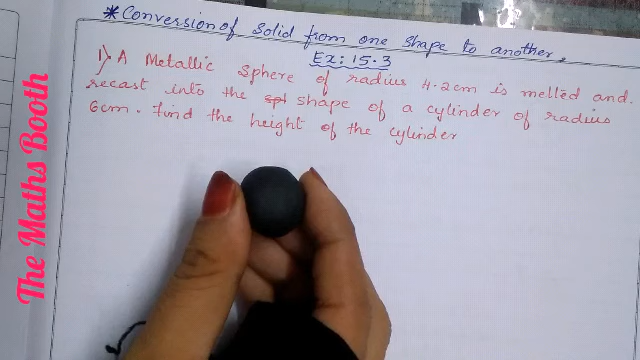 *Conversion of Solid from one shape to another.
Ex: 15.3
1) A Metallic sphere of radius 4.2cm is melted and
recast into the spl shape of a cylinder of radius
6cm. find the height of the cylinder
The Maths Booth